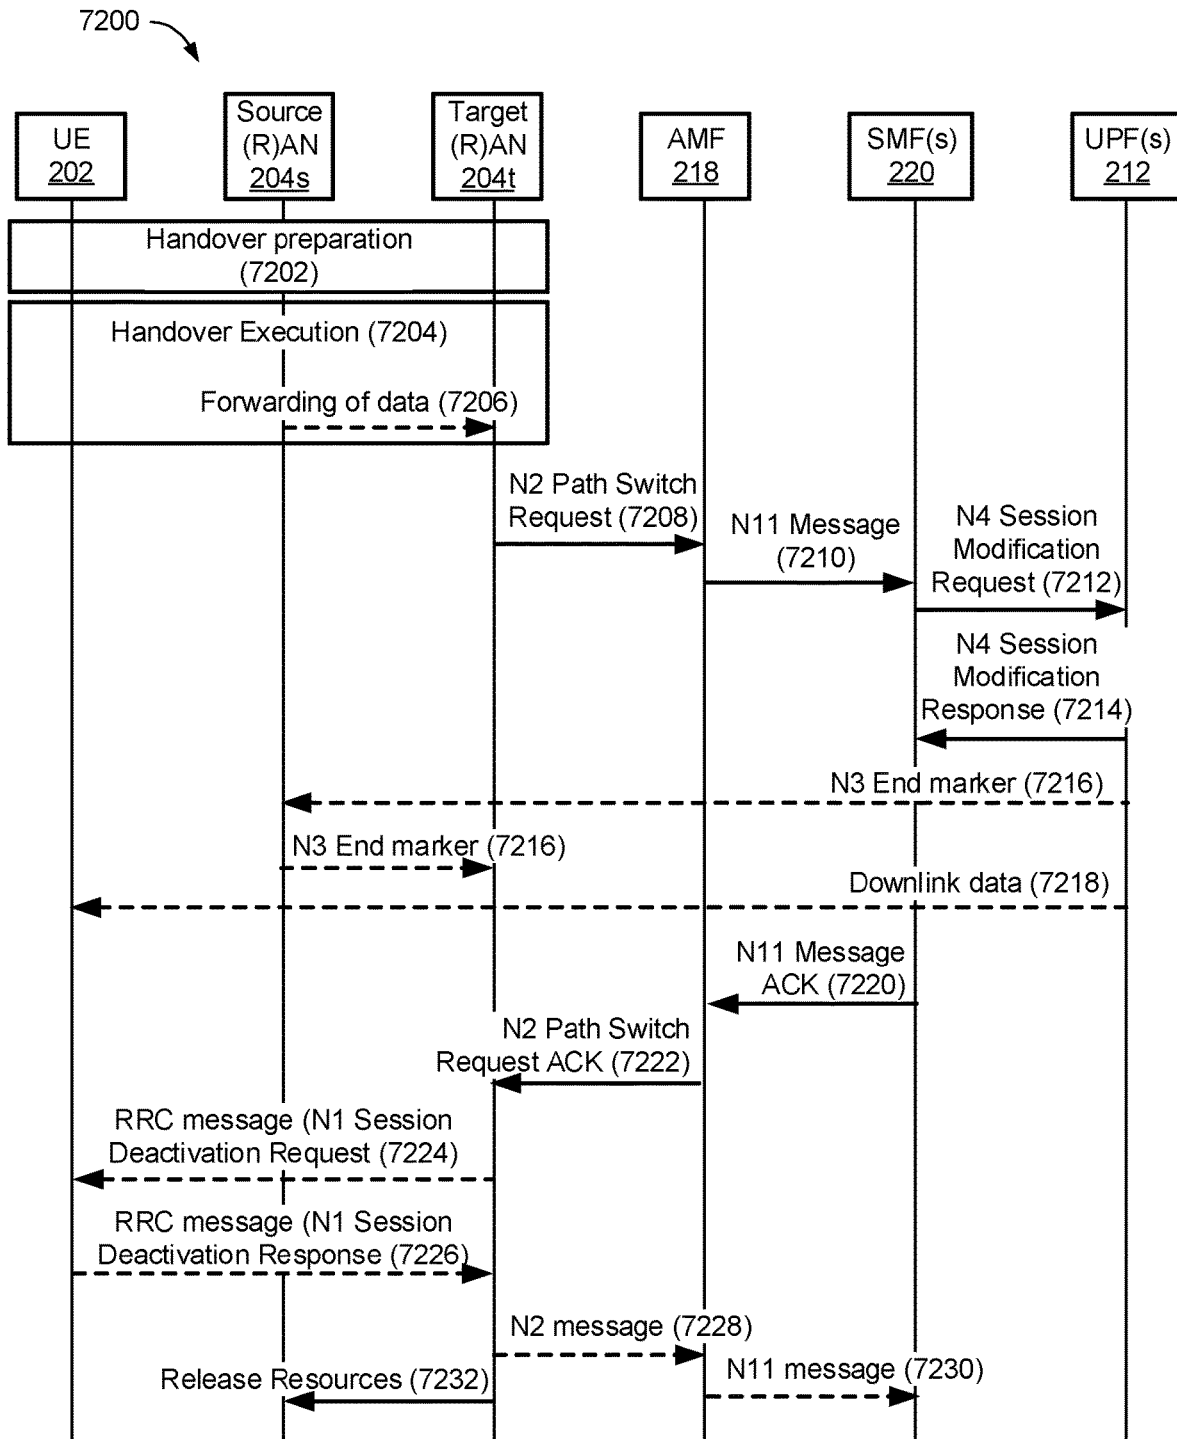 7200
UE
202
Source
(R)AN
204s
Target
(R)AN
204t
AMF
218
SMF(s)
220
UPF(s)
212
Handover preparation
(7202)
Handover Execution (7204)
Forwarding of data (7206)
N2 Path Switch
Request (7208)
N11 Message
(7210)
N4 Session
Modification
Request (7212)
N4 Session
Modification
Response (7214)
N3 End marker (7216)
N3 End marker (7216)
Downlink data (7218)
N11 Message
ACK (7220)
N2 Path Switch
Request ACK (7222)
RRC message (N1 Session
Deactivation Request (7224)
RRC message (N1 Session
Deactivation Response (7226)
N2 message (7228)
N11 message (7230)
Release Resources (7232)